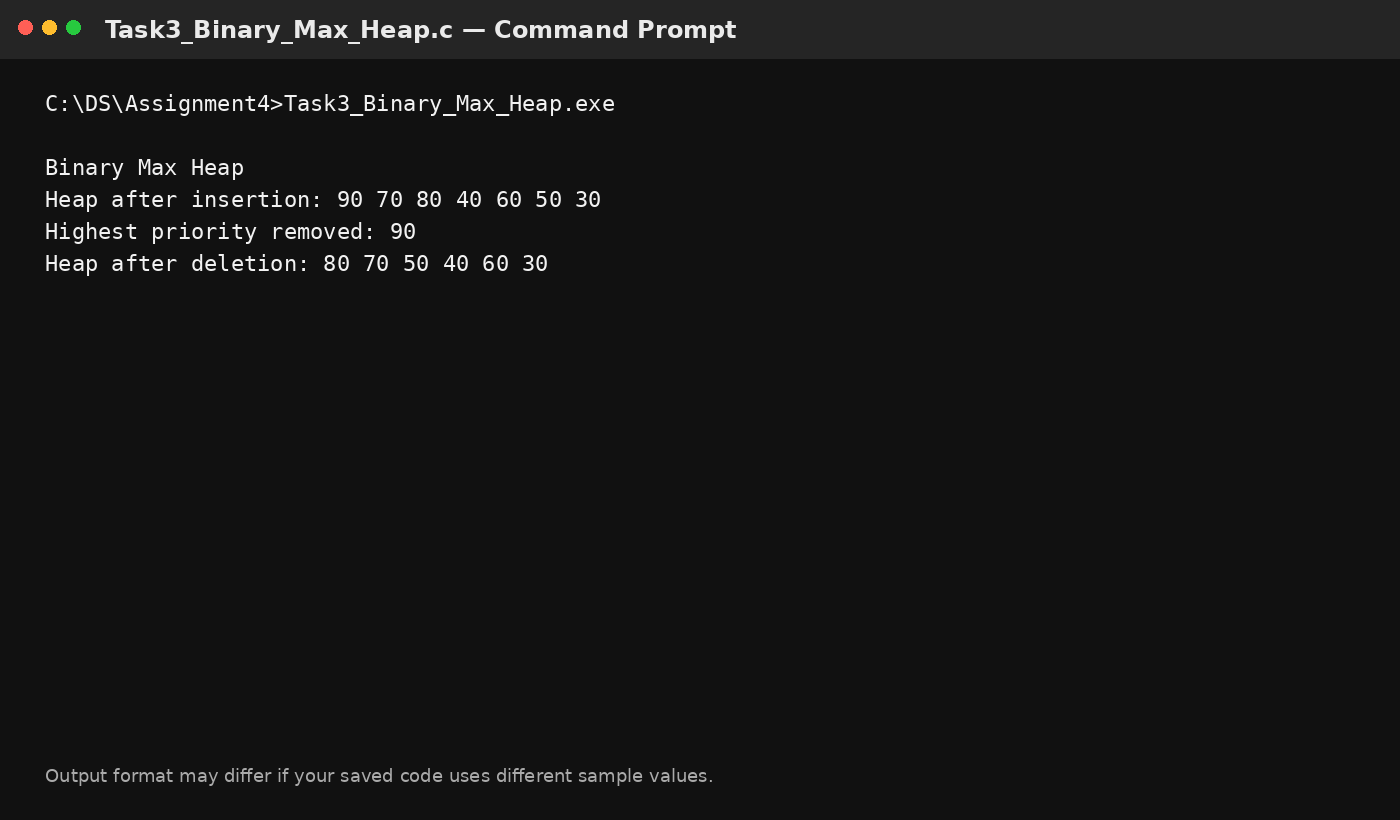 Task3_Binary_Max_Heap.c — Command Prompt
C:\DS\Assignment4>Task3_Binary_Max_Heap.exe
Binary Max Heap
Heap after insertion: 90 70 80 40 60 50 30
Highest priority removed: 90
Heap after deletion: 80 70 50 40 60 30
Output format may differ if your saved code uses different sample values.